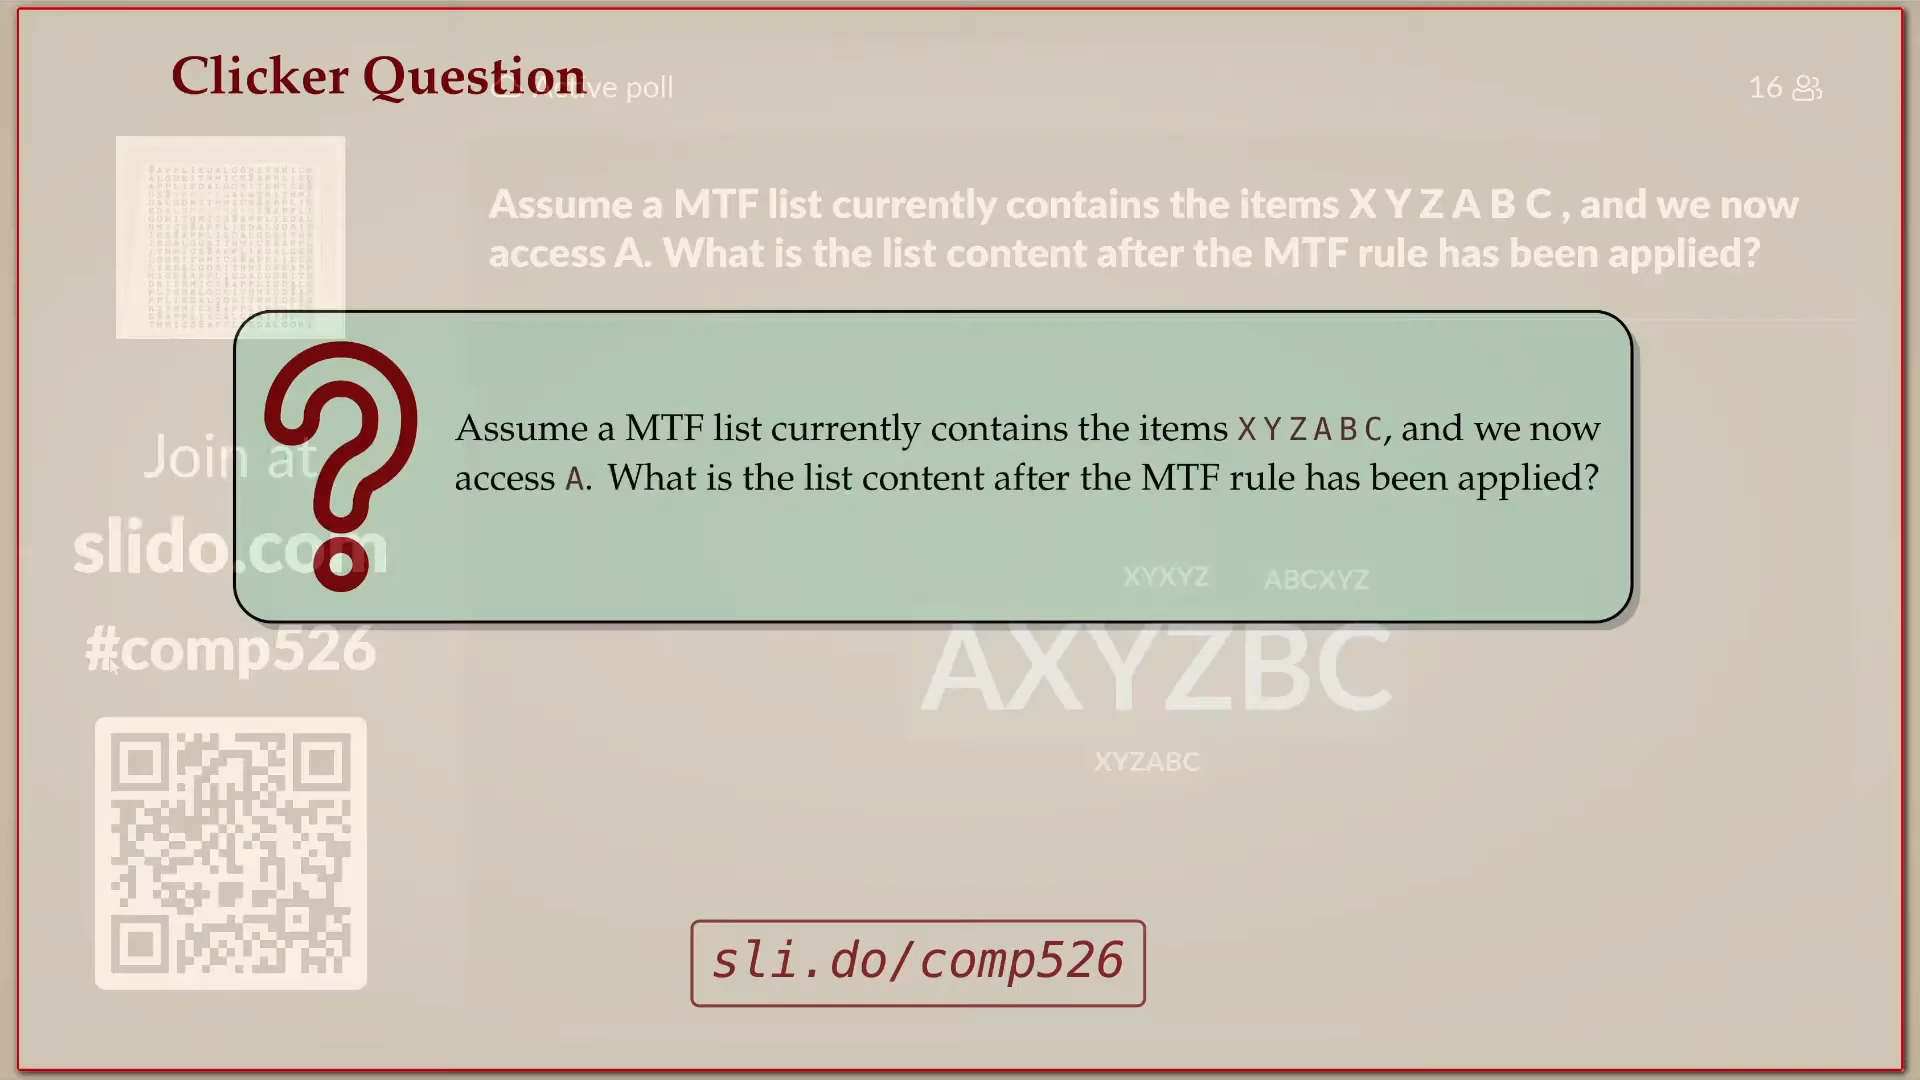 Clicker Question
Active poll
16
Assume a MTF list currently contains the items X Y Z A B C , and we now
access A. What is the list content after the MTF rule has been applied?
Assume a MTF list currently contains the items X Y Z A B C, and we now
access A. What is the list content after the MTF rule has been applied?
Join at
slido.com
#comp526
XYXYZ
ABCXYZ
AXYZBC
XYZABC
sli.do/comp526